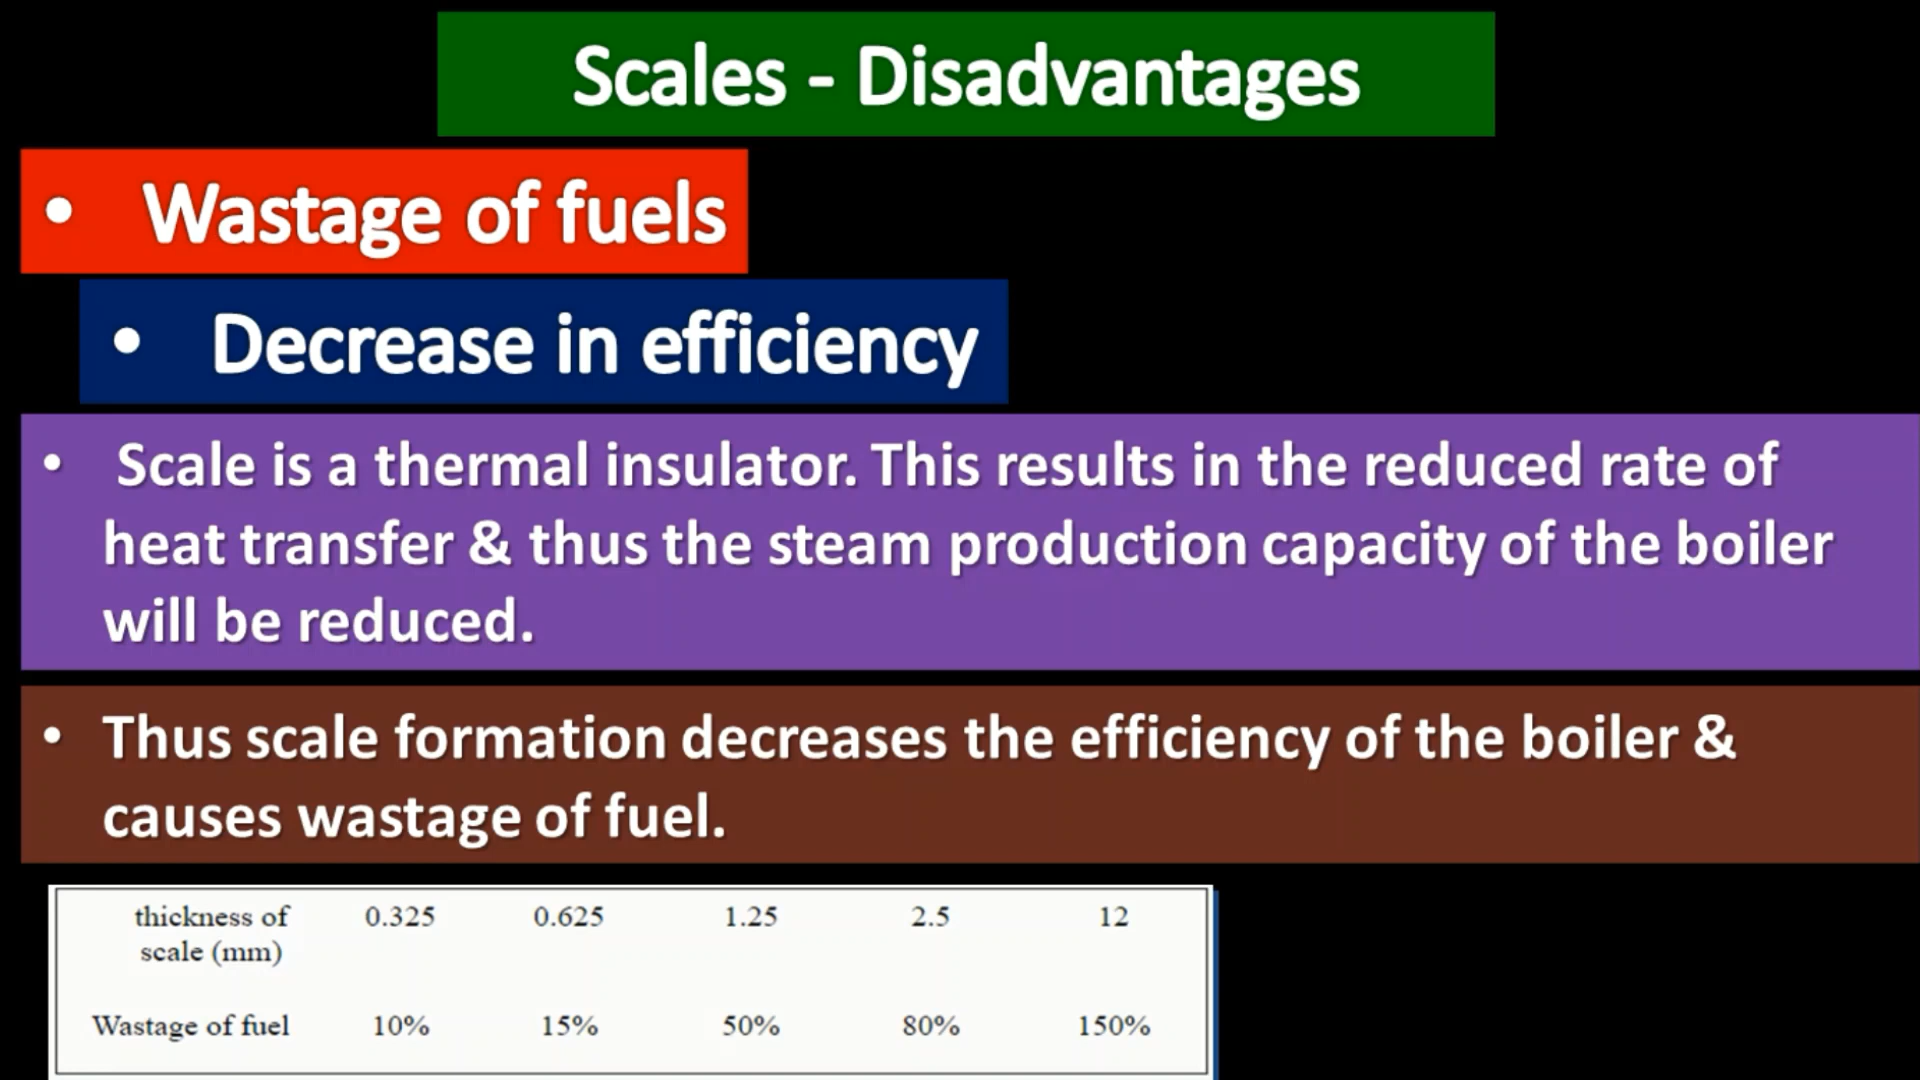 Scales - Disadvantages
• Wastage of fuels
• Decrease in efficiency
• Scale is a thermal insulator. This results in the reduced rate of
heat transfer & thus the steam production capacity of the boiler
will be reduced.
• Thus scale formation decreases the efficiency of the boiler &
causes wastage of fuel.
thickness of 0.325 0.625 1.25 2.5 12
scale (mm)
Wastage of fuel 10% 15% 50% 80% 150%